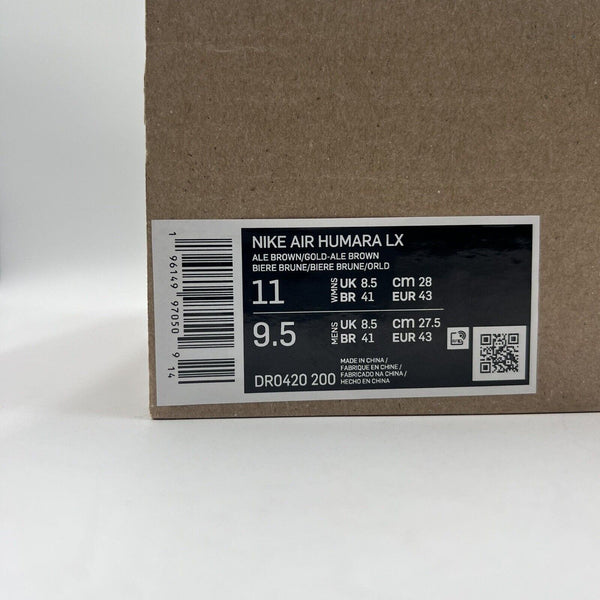 NIKE AIR HUMARA LX
ALE BROWN/GOLD-ALE BROWN
BIERE BRUNE/BIERE BRUNE/ORLD
11 WMNS UK 8.5 cm 28
BR 41 EUR 43
9.5 MENS UK 8.5 cm 27.5
BR 41 EUR 43
DR0420 200
MADE IN CHINA/
FABRIQUE EN CHINE/
FABRICADO NA CHINA/
HECHO EN CHINA
1 96149 97050 9 14